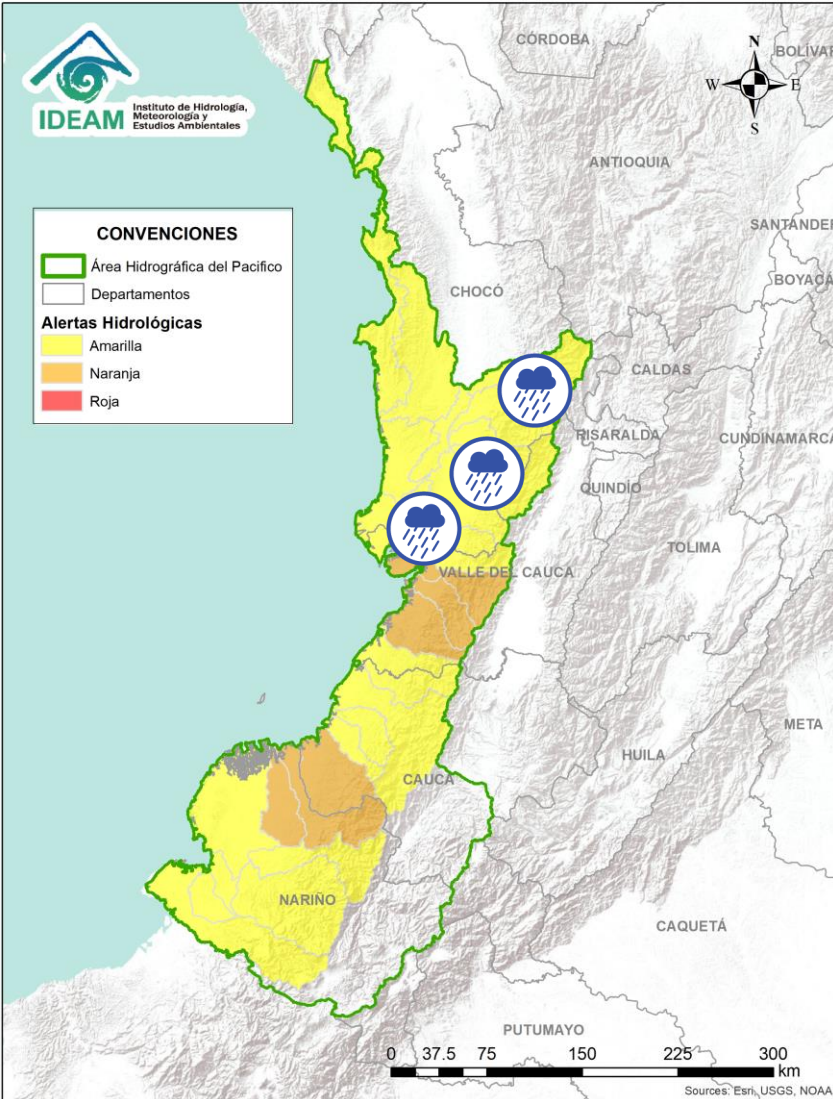 IDEAM
Instituto de Hidrología,
Meteorología y
Estudios Ambientales
CÓRDOBA
BOLÍVAR
N
W
E
S
ANTIOQUIA
SANTANDER
BOYACÁ
CONVENCIONES
Área Hidrográfica del Pacifico
Departamentos
Alertas Hidrológicas
Amarilla
Naranja
Roja
CHOCÓ
CALDAS
RISARALDA
CUNDINAMARCA
QUINDÍO
TOLIMA
VALLE DEL CAUCA
META
HUILA
CAUCA
NARIÑO
CAQUETÁ
PUTUMAYO
0 37.5 75 150 225 300
km
Sources: Esri, USGS, NOAA